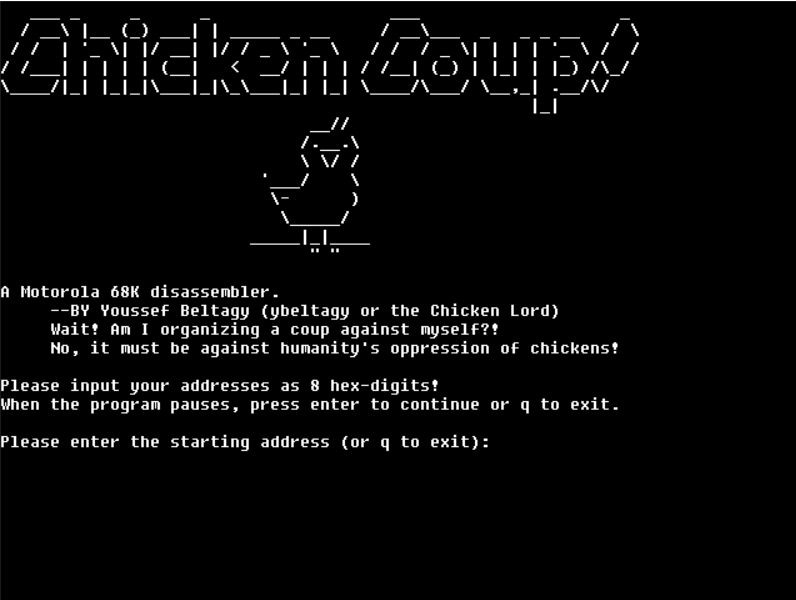 Chicken Coup!
A Motorola 68K disassembler.
--BY Youssef Beltagy (ybeltagy or the Chicken Lord)
Wait! Am I organizing a coup against myself?!
No, it must be against humanity's oppression of chickens!
Please input your addresses as 8 hex-digits!
When the program pauses, press enter to continue or q to exit.
Please enter the starting address (or q to exit):